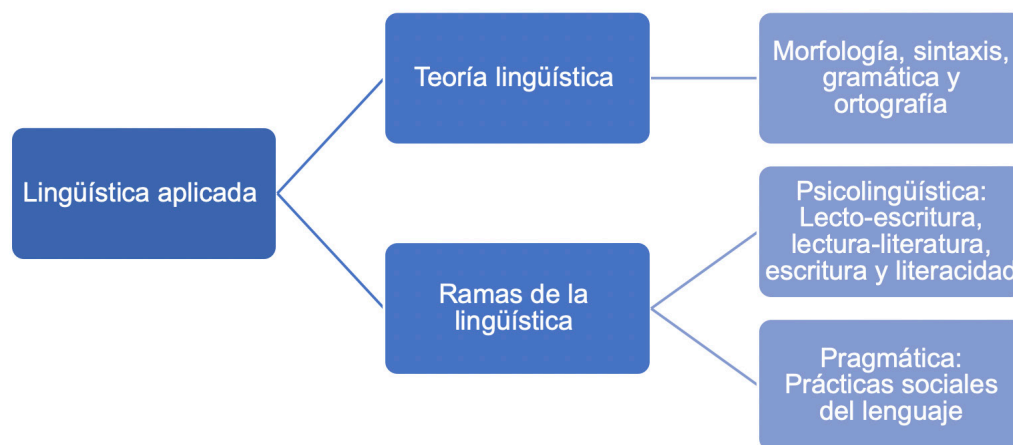 Lingüística aplicada
Teoría lingüística
Morfología, sintaxis,
gramática y
ortografía
Ramas de la
lingüística
Psicolingüística:
Lecto-escritura,
lectura-literatura,
escritura y literacidad
Pragmática:
Prácticas sociales
del lenguaje